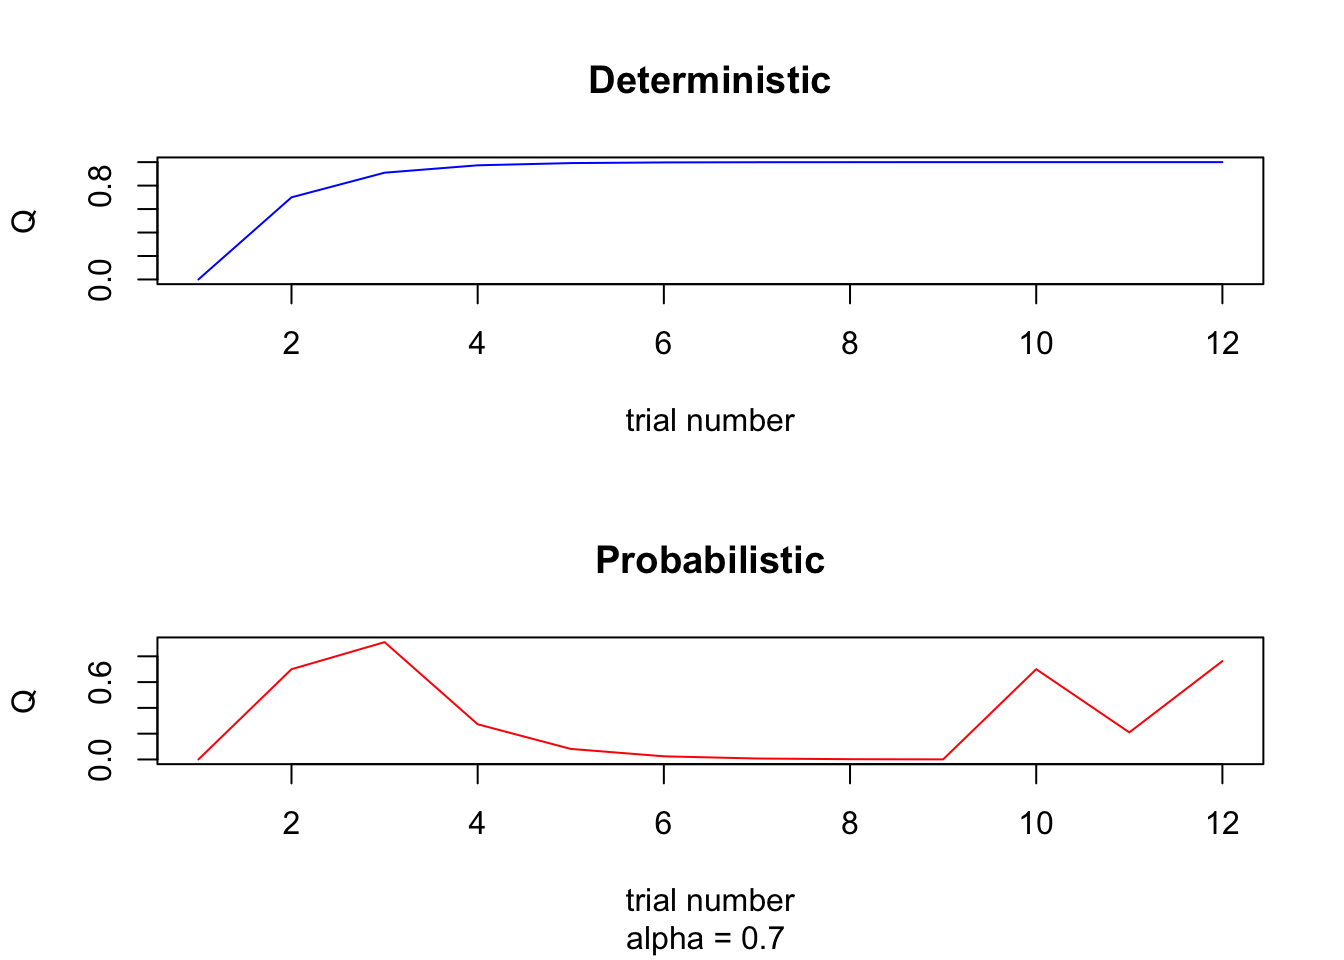 Deterministic
Q
0.8
0.0
2 4 6 8 10 12
trial number
Probabilistic
Q
0.6
0.0
2 4 6 8 10 12
trial number
alpha = 0.7